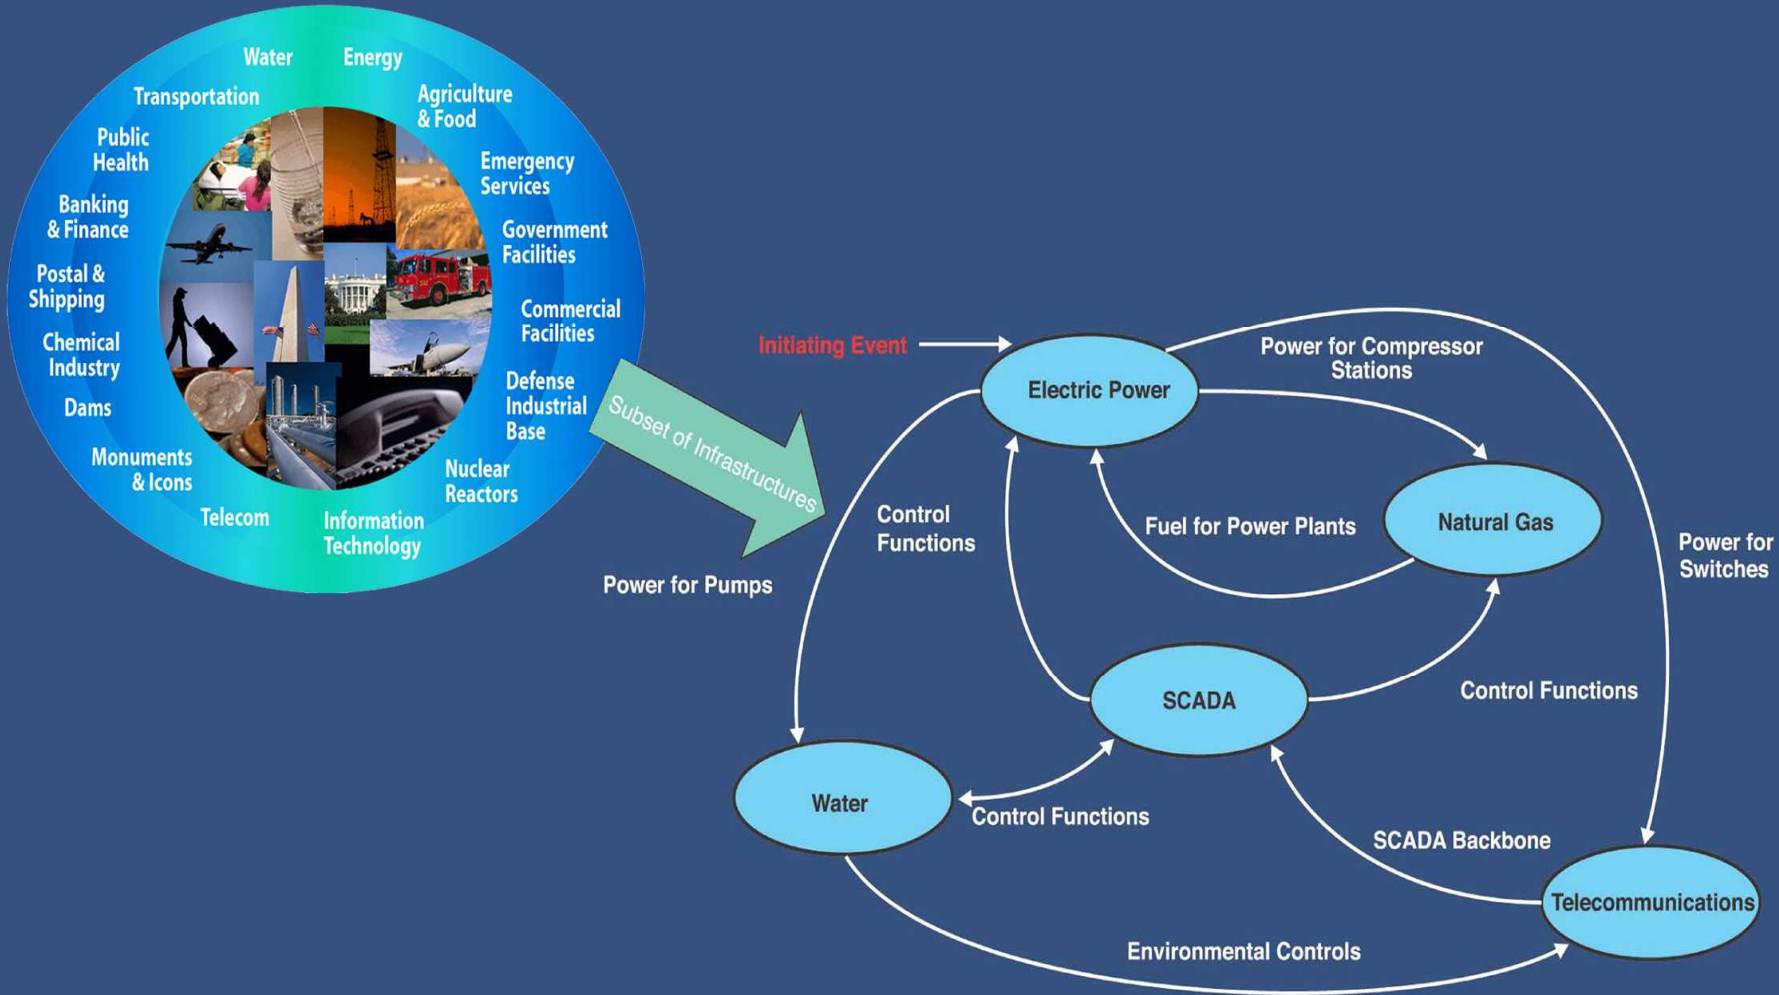 Water
Energy
Transportation
Agriculture
& Food
Public
Health
Emergency
Services
Banking
& Finance
Government
Facilities
Postal &
Shipping
Commercial
Facilities
Chemical
Industry
Defense
Industrial
Base
Dams
Monuments
& Icons
Nuclear
Reactors
Telecom
Information
Technology
Subset of Infrastructures
Initiating Event
Electric Power
Power for Compressor
Stations
Control
Functions
Fuel for Power Plants
Natural Gas
Power for
Switches
Power for Pumps
SCADA
Control Functions
Water
Control Functions
SCADA Backbone
Telecommunications
Environmental Controls